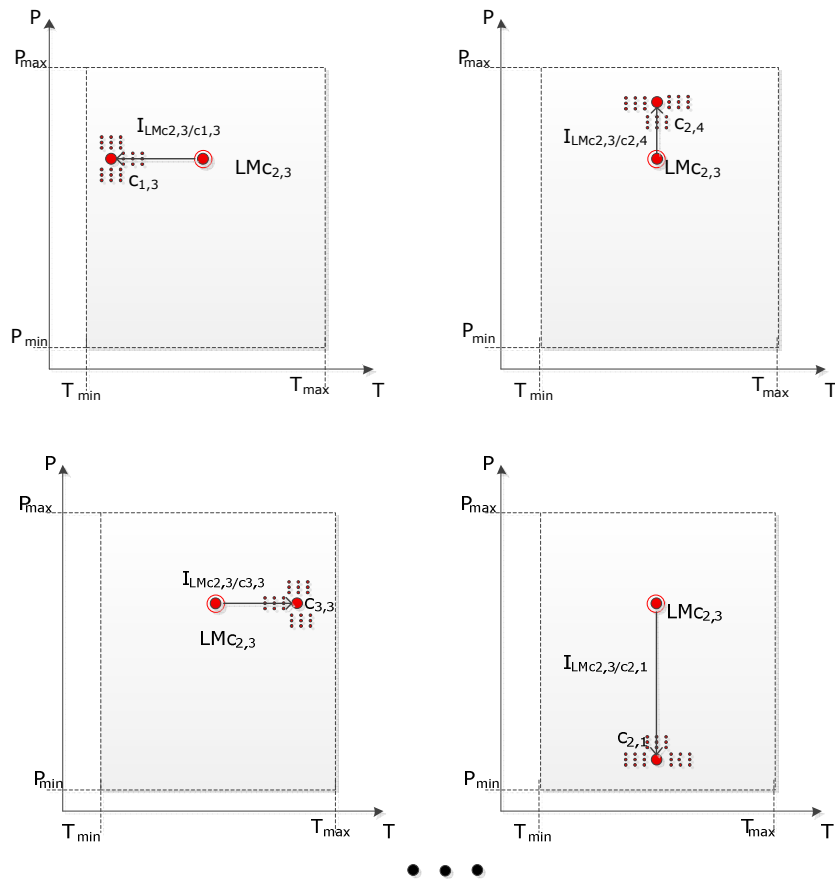 P
Pmax
ILMc2,3/c1,3
LMc2,3
c1,3
Pmin
Tmin
Tmax
T
P
Pmax
c2,4
ILMc2,3/c2,4
LMc2,3
Pmin
Tmin
Tmax
T
P
Pmax
ILMc2,3/c3,3
c3,3
LMc2,3
Pmin
Tmin
Tmax
T
P
Pmax
LMc2,3
ILMc2,3/c2,1
c2,1
Pmin
Tmin
Tmax
T